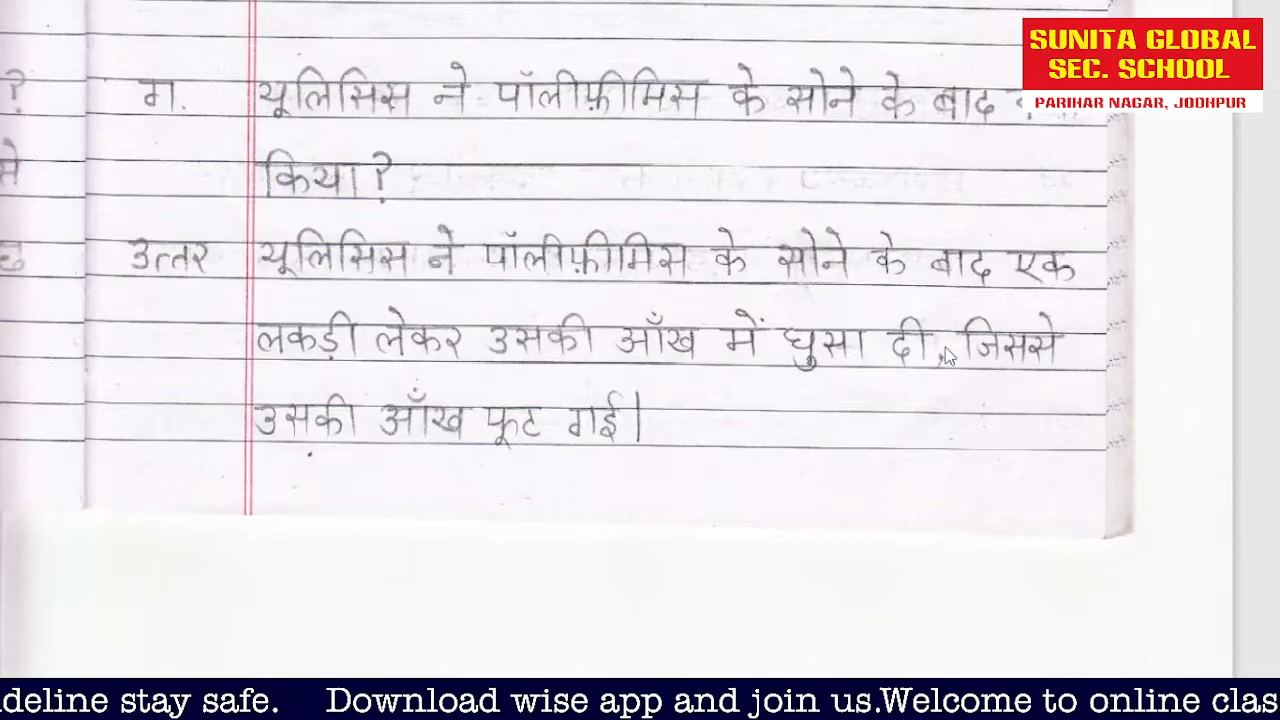 SUNITA GLOBAL
SEC. SCHOOL
PARIHAR NAGAR, JODHPUR
?
ग. यूलिसिस ने पॉलीफ़ीमिस के सोने के बाद
से
किया?
उत्तर यूलिसिस ने पॉलीफ़ीमिस के सोने के बाद एक
लकड़ी लेकर उसकी आँख में घुसा दी, जिससे
उसकी आँख फूट गई।
deline stay safe. Download wise app and join us.Welcome to online clas